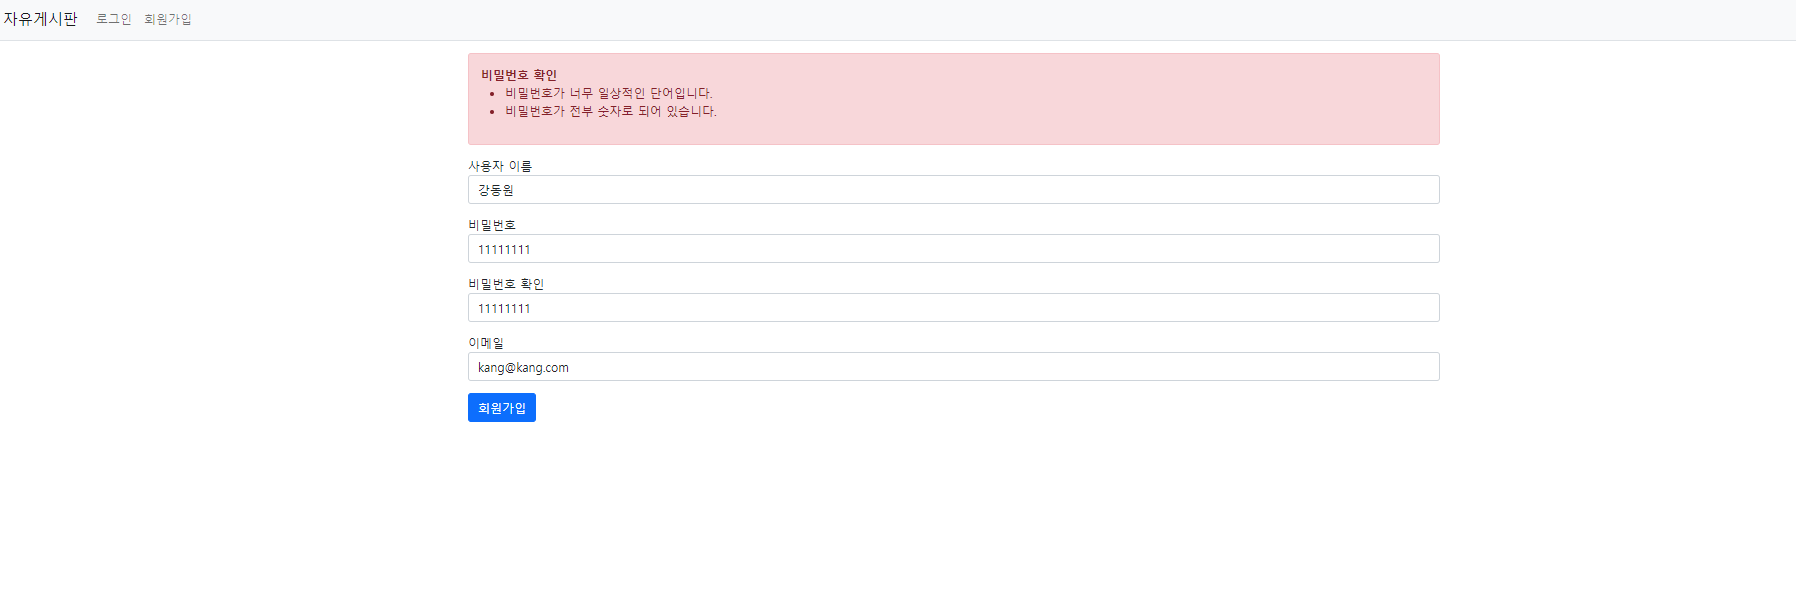 자유게시판 로그인 회원가입
비밀번호 확인
비밀번호가 너무 일상적인 단어입니다.
비밀번호가 전부 숫자로 되어 있습니다.
사용자 이름
강동원
비밀번호
11111111
비밀번호 확인
11111111
이메일
kang@kang.com
회원가입